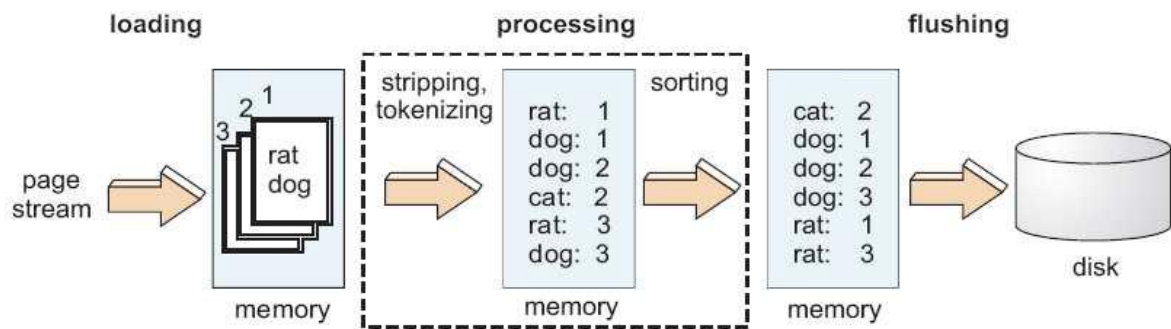 loading
processing
flushing
page
stream
1
2
3
rat
dog
memory
stripping,
tokenizing
rat: 1
dog: 1
dog: 2
cat: 2
rat: 3
dog: 3
memory
sorting
cat: 2
dog: 1
dog: 2
dog: 3
rat: 1
rat: 3
memory
disk